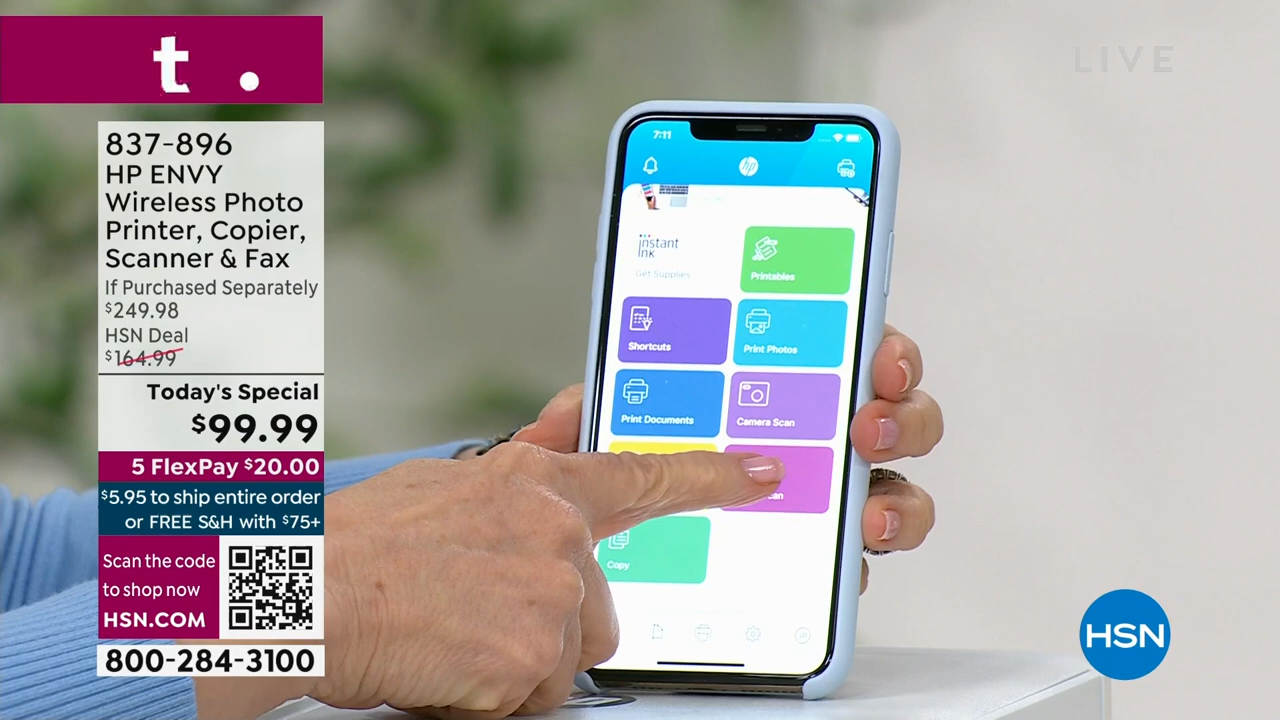 t .
837-896
HP ENVY
Wireless Photo
Printer, Copier,
Scanner & Fax
If Purchased Separately
$249.98
HSN Deal
$164.99
Today's Special
$99.99
5 FlexPay $20.00
$5.95 to ship entire order
or FREE S&H with $75+
Scan the code
to shop now
HSN.COM
800-284-3100
LIVE
7:11
hp
instant
ink
Get Supplies
Printables
Shortcuts
Print Photos
Print Documents
Camera Scan
Copy
HSN